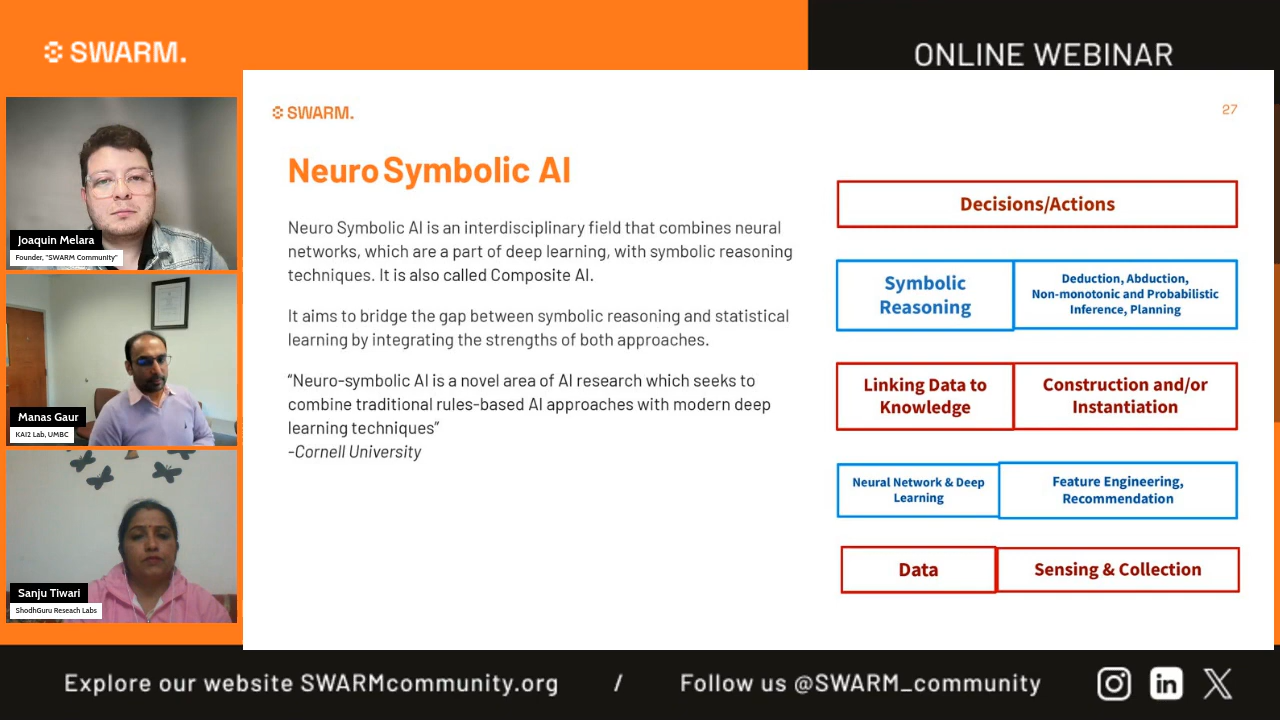 SWARM.
ONLINE WEBINAR
Joaquin Melara
Founder, "SWARM Community"
Manas Gaur
KAI2 Lab, UMBC
Sanju Tiwari
ShodhGuru Reseach Labs
SWARM.
27
Neuro Symbolic AI
Neuro Symbolic AI is an interdisciplinary field that combines neural
networks, which are a part of deep learning, with symbolic reasoning
techniques. It is also called Composite AI.
It aims to bridge the gap between symbolic reasoning and statistical
learning by integrating the strengths of both approaches.
“Neuro-symbolic AI is a novel area of AI research which seeks to
combine traditional rules-based AI approaches with modern deep
learning techniques”
-Cornell University
Decisions/Actions
Symbolic
Reasoning
Deduction, Abduction,
Non-monotonic and Probabilistic
Inference, Planning
Linking Data to
Knowledge
Construction and/or
Instantiation
Neural Network & Deep
Learning
Feature Engineering,
Recommendation
Data
Sensing & Collection
Explore our website SWARMcommunity.org / Follow us @SWARM_community